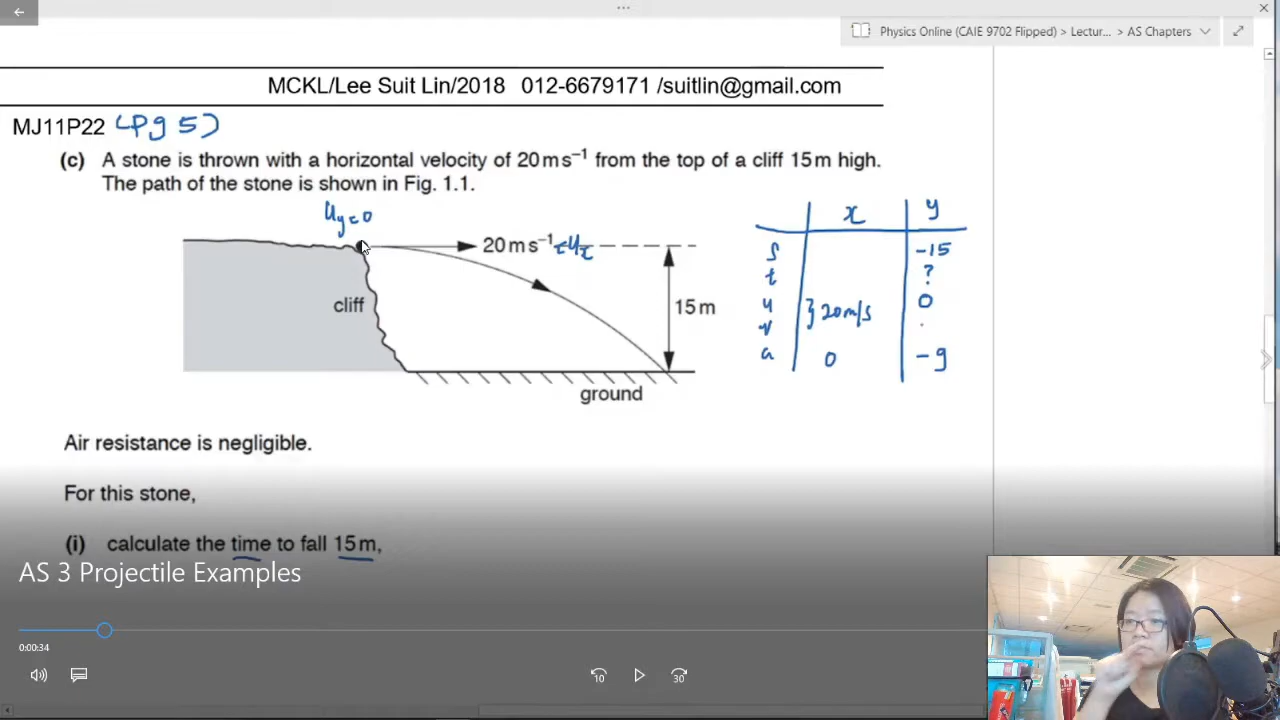 Physics Online (CAIE 9702 Flipped) > Lectur... > AS Chapters
MCKL/Lee Suit Lin/2018 012-6679171 /suitlin@gmail.com
MJ11P22 (Pg 5)
(c) A stone is thrown with a horizontal velocity of 20 m s⁻¹ from the top of a cliff 15 m high.
The path of the stone is shown in Fig. 1.1.
uy=0
20 m s⁻¹ = ux
cliff
15 m
ground
x y
s -15
t ?
u 0
} 20m/s
v
a 0 -g
Air resistance is negligible.
For this stone,
(i) calculate the time to fall 15 m,
AS 3 Projectile Examples
0:00:34
10
30